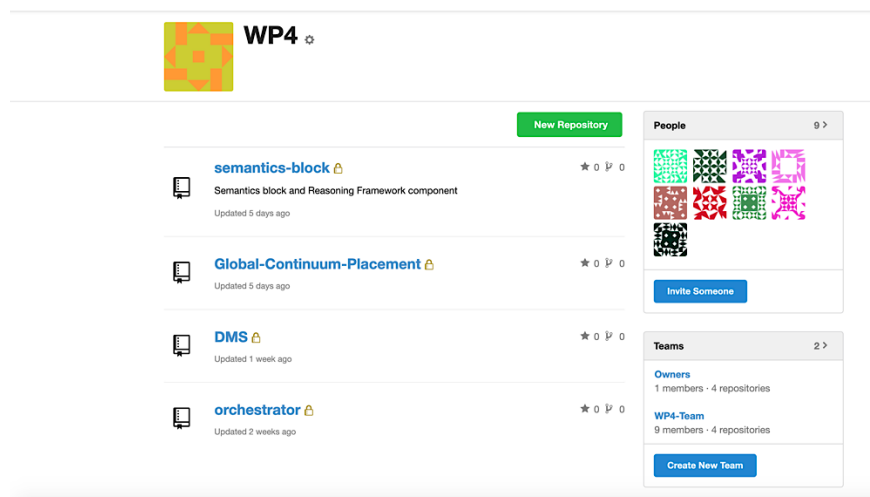 WP4
New Repository
semantics-block
0 0
Semantics block and Reasoning Framework component
Updated 5 days ago
Global-Continuum-Placement
0 0
Updated 5 days ago
DMS
0 0
Updated 1 week ago
orchestrator
0 0
Updated 2 weeks ago
People 9 >
Invite Someone
Teams 2 >
Owners
1 members · 4 repositories
WP4-Team
9 members · 4 repositories
Create New Team